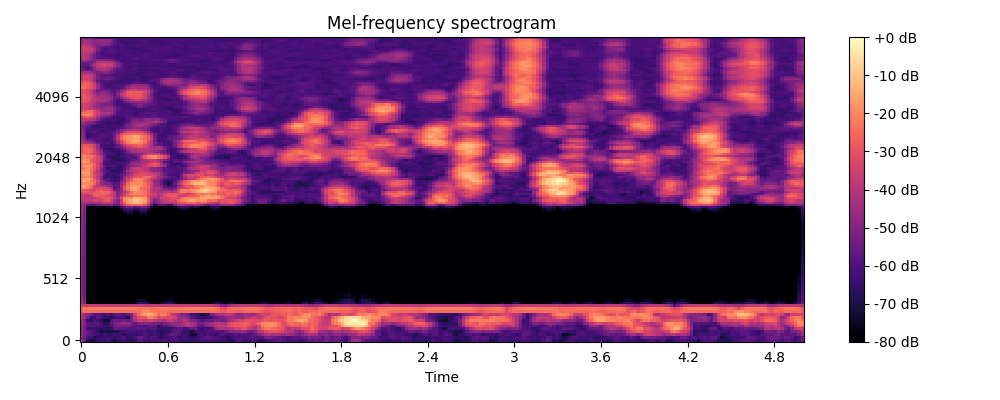 Mel-frequency spectrogram
Hz
4096
2048
1024
512
0
0 0.6 1.2 1.8 2.4 3 3.6 4.2 4.8
Time
+0 dB
-10 dB
-20 dB
-30 dB
-40 dB
-50 dB
-60 dB
-70 dB
-80 dB